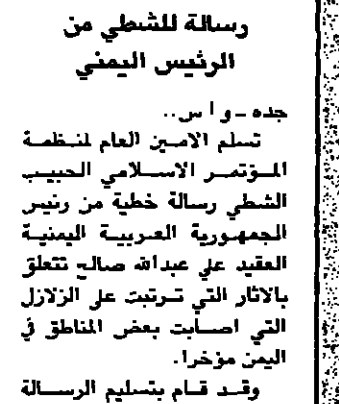 رسالة للشطي من
الرئيس اليمني
جده - و ا س..
تسلم الامين العام لمنظمة
المؤتمر الاسلامي الحبيب
الشطي رسالة خطية من رئيس
الجمهورية العربية اليمنية
العقيد علي عبدالله صالح تتعلق
بالاثار التي ترتبت على الزلازل
التي اصابت بعض المناطق في
اليمن مؤخرا.
وقد قام بتسليم الرسالة